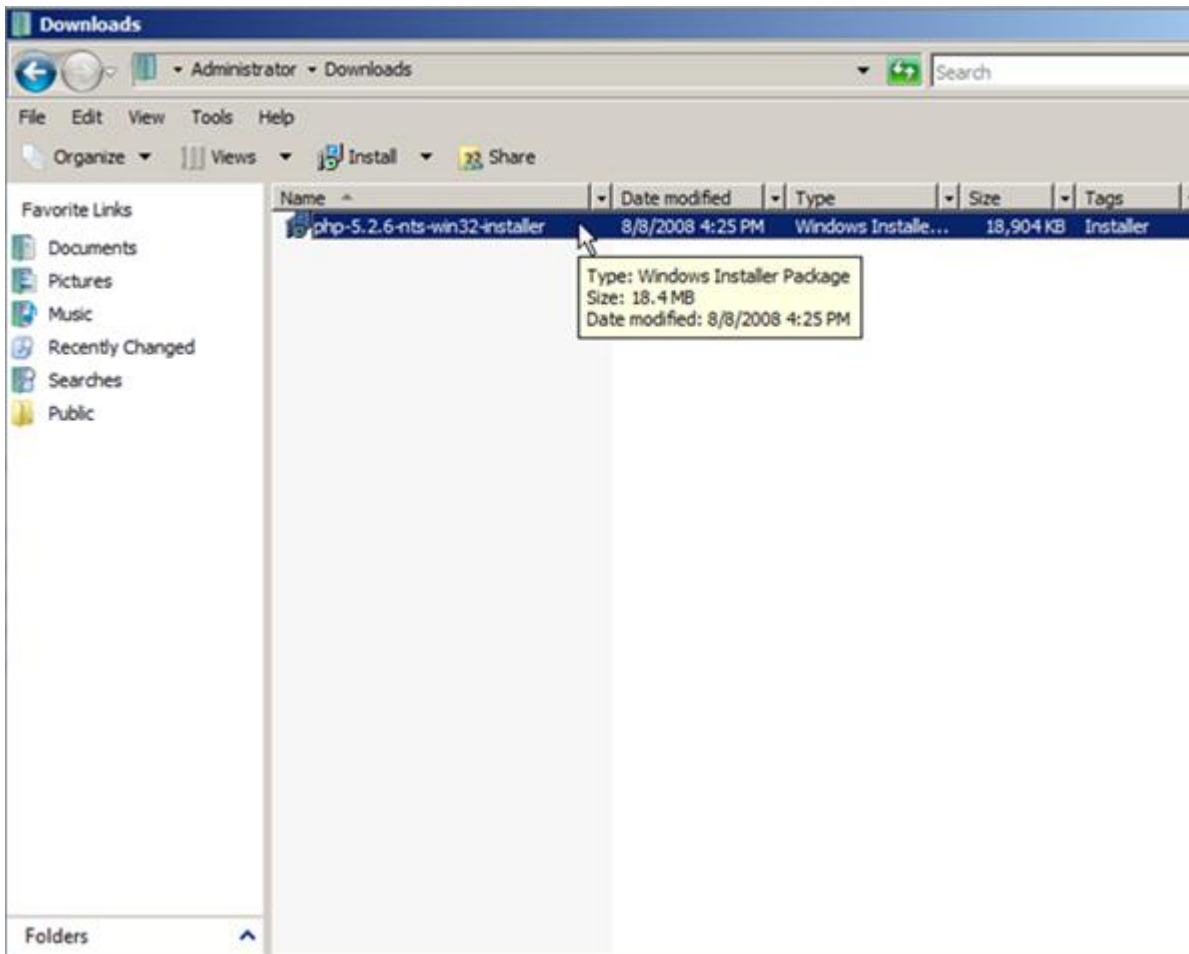 Downloads
Administrator Downloads Search
File Edit View Tools Help
Organize Views Install Share
Favorite Links
Documents
Pictures
Music
Recently Changed
Searches
Public
Folders
Name Date modified Type Size Tags
php-5.2.6-nts-win32-installer 8/8/2008 4:25 PM Windows Installe... 18,904 KB Installer
Type: Windows Installer Package
Size: 18.4 MB
Date modified: 8/8/2008 4:25 PM